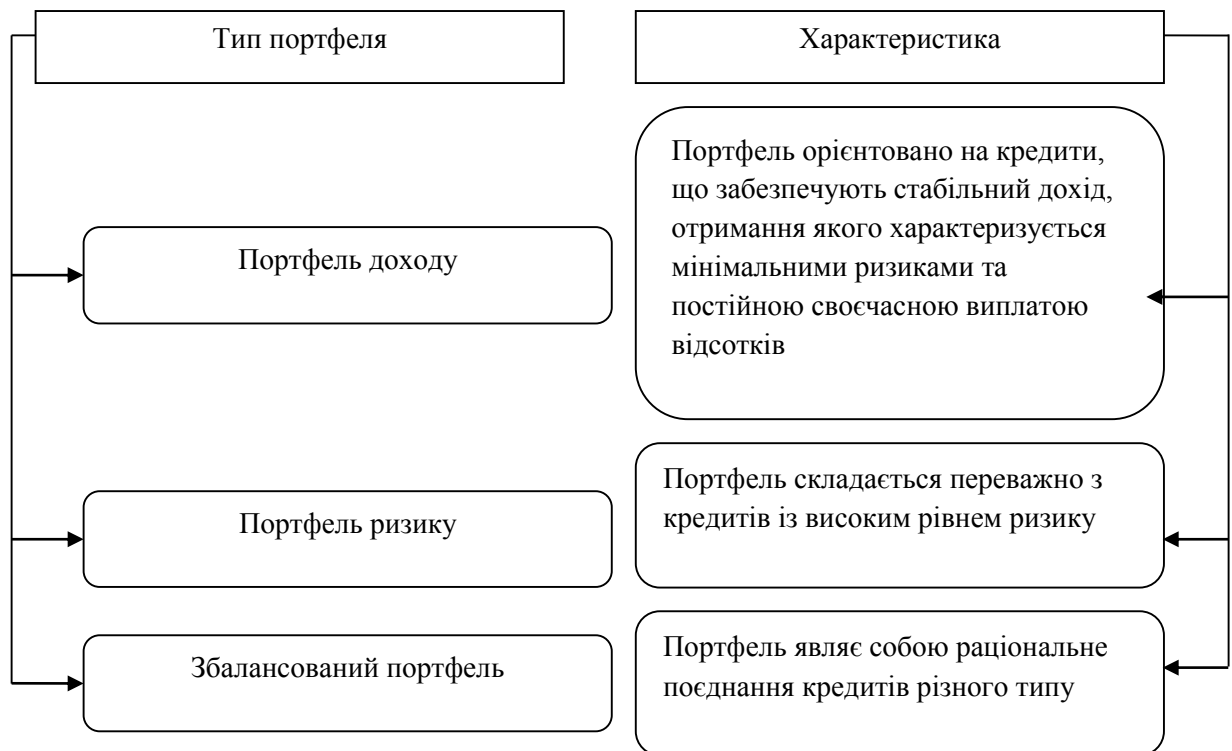 Тип портфеля
Характеристика
Портфель доходу
Портфель орієнтовано на кредити,
що забезпечують стабільний дохід,
отримання якого характеризується
мінімальними ризиками та
постійною своєчасною виплатою
відсотків
Портфель ризику
Портфель складається переважно з
кредитів із високим рівнем ризику
Збалансований портфель
Портфель являє собою раціональне
поєднання кредитів різного типу